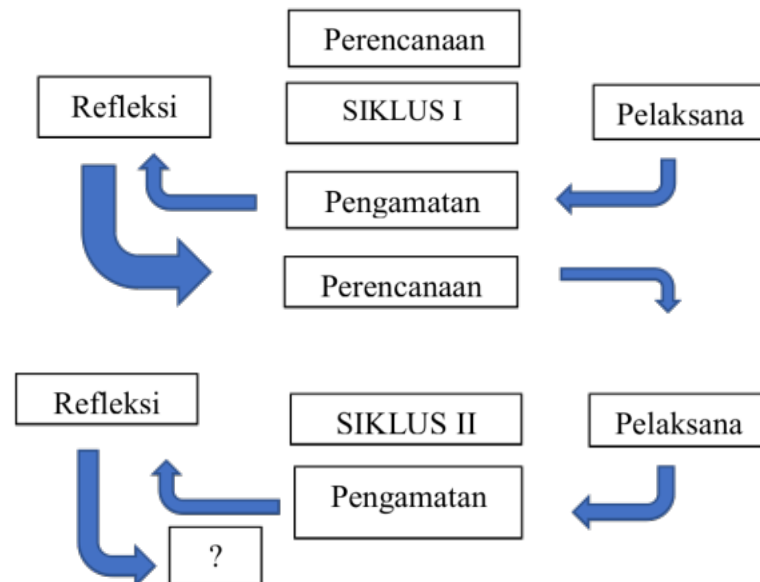 Perencanaan
Refleksi
SIKLUS I
Pelaksana
Pengamatan
Perencanaan
Refleksi
SIKLUS II
Pelaksana
Pengamatan
?